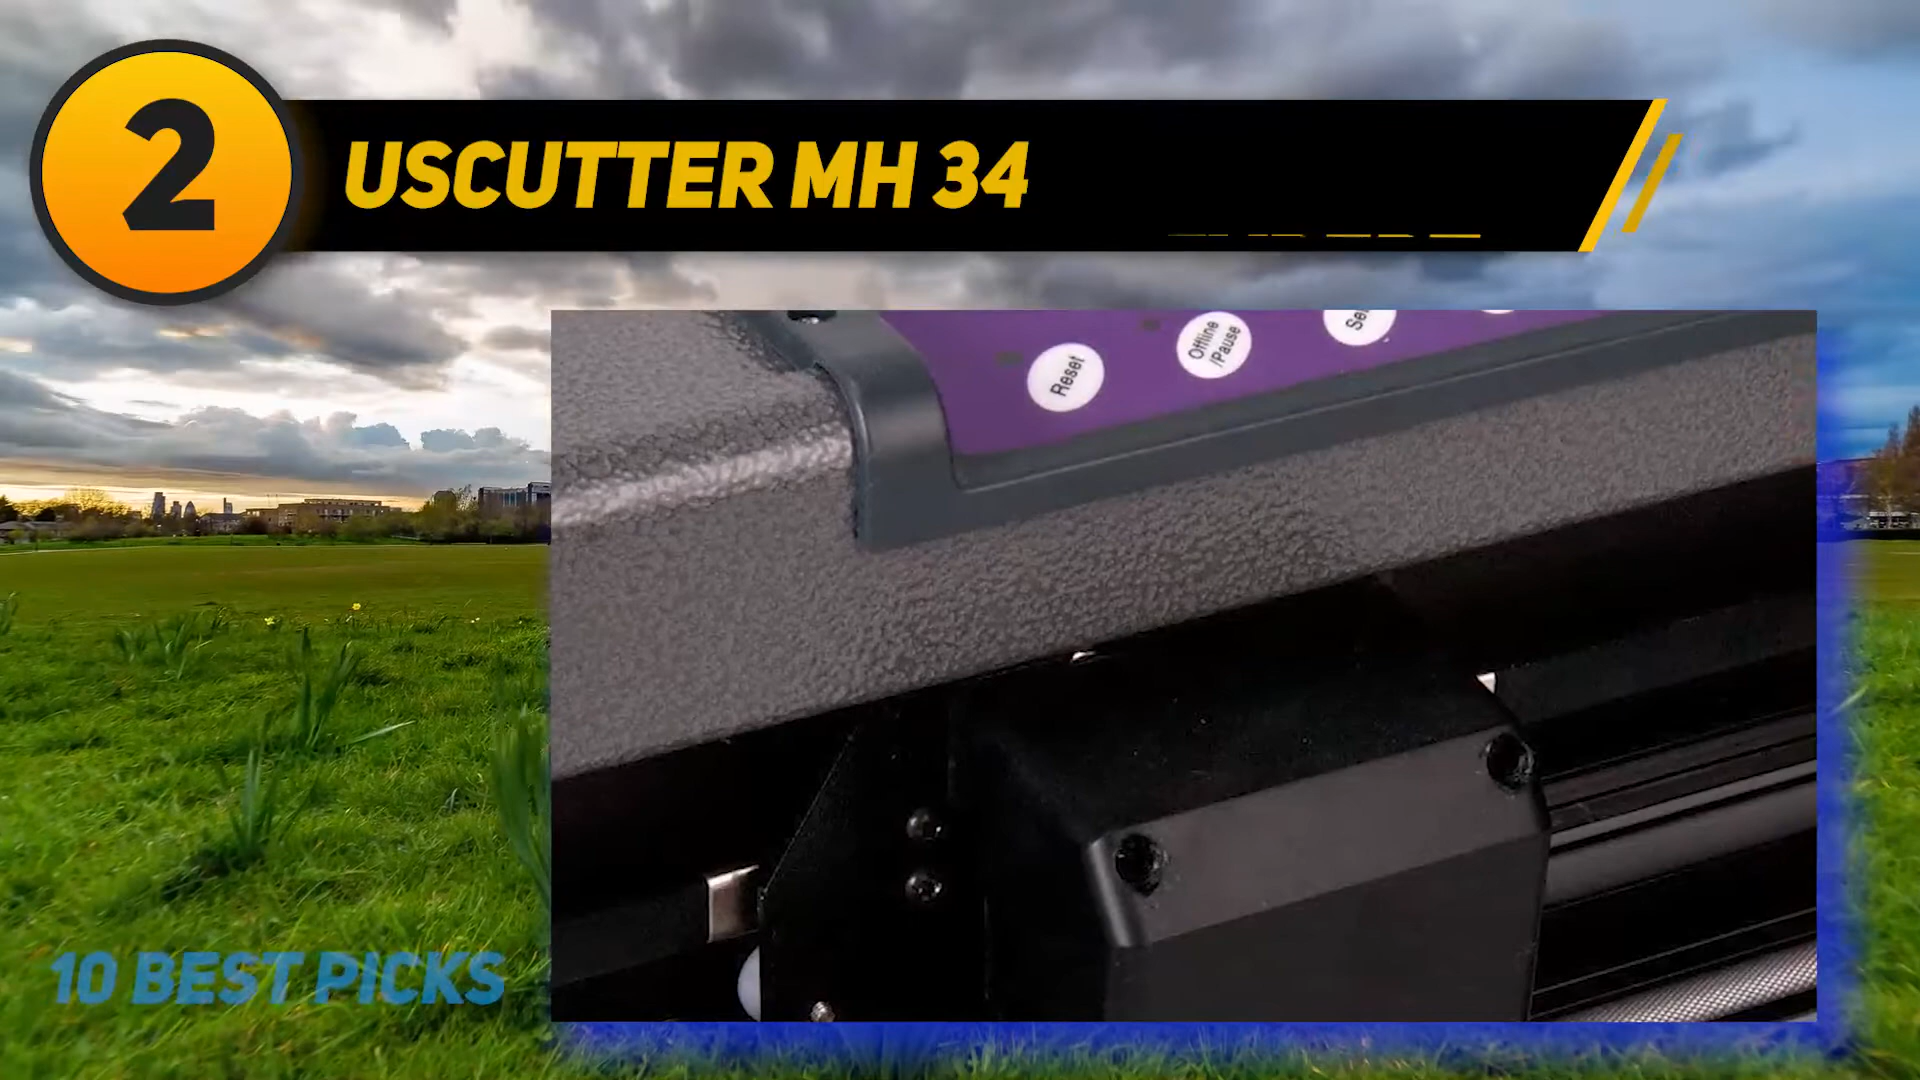 2
USCUTTER MH 34
Reset
Offline
/Pause
10 BEST PICKS